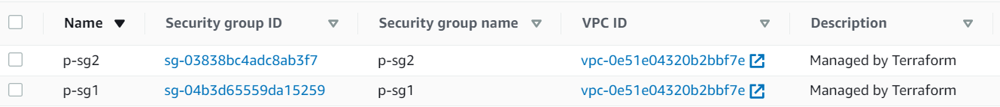 Name Security group ID Security group name VPC ID Description
p-sg2 sg-03838bc4adc8ab3f7 p-sg2 vpc-0e51e04320b2bbf7e Managed by Terraform
p-sg1 sg-04b3d65559da15259 p-sg1 vpc-0e51e04320b2bbf7e Managed by Terraform